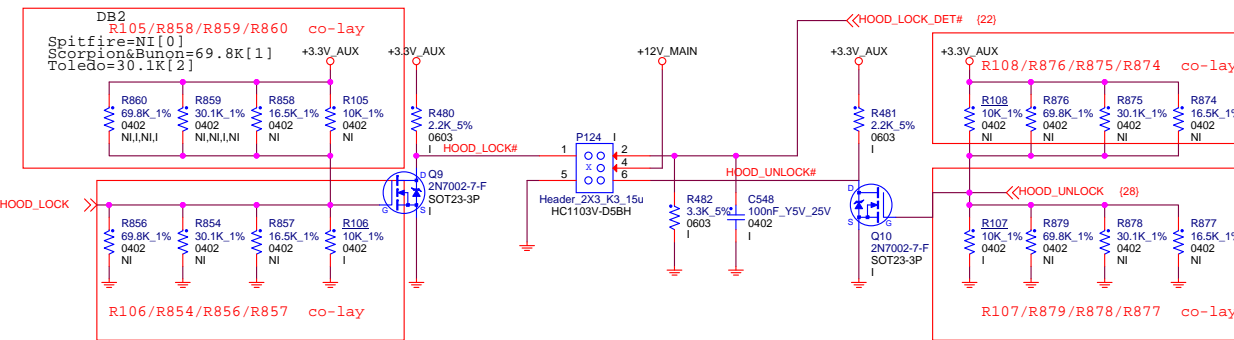 DB2
R105/R858/R859/R860 co-lay
Spitfire=NI[0]
Scorpion&Bunon=69.8K[1]
Toledo=30.1K[2]
+3.3V_AUX
R860
69.8K_1%
0402
NI,I,NI,I
R859
30.1K_1%
0402
NI,NI,I,NI
R858
16.5K_1%
0402
NI
R105
10K_1%
0402
NI
+3.3V_AUX
R480
2.2K_5%
0603
I
HOOD_LOCK#
HOOD_LOCK
Q9
2N7002-7-F
SOT23-3P
I
D
G
S
R856
69.8K_1%
0402
NI
R854
30.1K_1%
0402
NI
R857
16.5K_1%
0402
NI
R106
10K_1%
0402
I
R106/R854/R856/R857 co-lay
+12V_MAIN
P124
I
1
2
X
4
5
6
Header_2X3_K3_15u
HC1103V-D5BH
HOOD_LOCK_DET# {22}
R482
3.3K_5%
0603
I
C548
100nF_Y5V_25V
0402
I
HOOD_UNLOCK#
+3.3V_AUX
R481
2.2K_5%
0603
I
D
S
G
Q10
2N7002-7-F
SOT23-3P
I
+3.3V_AUX
R108/R876/R875/R874 co-lay
R108
10K_1%
0402
NI
R876
69.8K_1%
0402
NI
R875
30.1K_1%
0402
NI
R874
16.5K_1%
0402
NI
HOOD_UNLOCK {28}
R107
10K_1%
0402
I
R879
69.8K_1%
0402
NI
R878
30.1K_1%
0402
NI
R877
16.5K_1%
0402
NI
R107/R879/R878/R877 co-lay